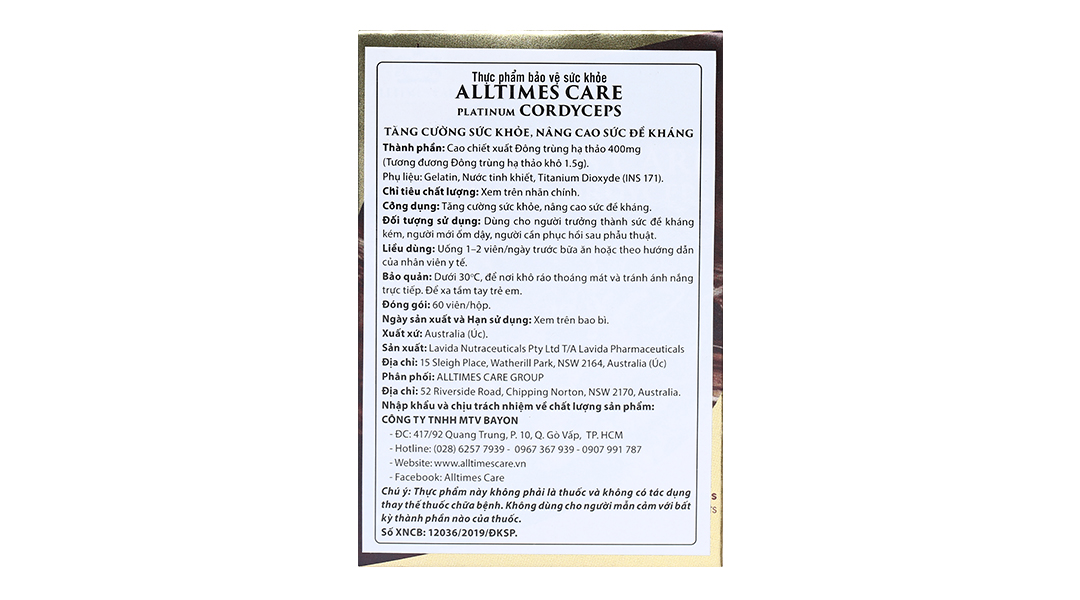 Thực phẩm bảo vệ sức khỏe
ALLTIMES CARE
PLATINUM CORDYCEPS
TĂNG CƯỜNG SỨC KHỎE, NÂNG CAO SỨC ĐỀ KHÁNG
Thành phần: Cao chiết xuất Đông trùng hạ thảo 400mg
(Tương đương Đông trùng hạ thảo khô 1.5g).
Phụ liệu: Gelatin, Nước tinh khiết, Titanium Dioxyde (INS 171).
Chỉ tiêu chất lượng: Xem trên nhãn chính.
Công dụng: Tăng cường sức khỏe, nâng cao sức đề kháng.
Đối tượng sử dụng: Dùng cho người trưởng thành sức đề kháng
kém, người mới ốm dậy, người cần phục hồi sau phẫu thuật.
Liều dùng: Uống 1–2 viên/ngày trước bữa ăn hoặc theo hướng dẫn
của nhân viên y tế.
Bảo quản: Dưới 30°C, để nơi khô ráo thoáng mát và tránh ánh nắng
trực tiếp. Để xa tầm tay trẻ em.
Đóng gói: 60 viên/hộp.
Ngày sản xuất và Hạn sử dụng: Xem trên bao bì.
Xuất xứ: Australia (Úc).
Sản xuất: Lavida Nutraceuticals Pty Ltd T/A Lavida Pharmaceuticals
Địa chỉ: 15 Sleigh Place, Watherill Park, NSW 2164, Australia (Úc)
Phân phối: ALLTIMES CARE GROUP
Địa chỉ: 52 Riverside Road, Chipping Norton, NSW 2170, Australia.
Nhập khẩu và chịu trách nhiệm về chất lượng sản phẩm:
CÔNG TY TNHH MTV BAYON
- ĐC: 417/92 Quang Trung, P. 10, Q. Gò Vấp, TP. HCM
- Hotline: (028) 6257 7939 - 0967 367 939 - 0907 991 787
- Website: www.alltimescare.vn
- Facebook: Alltimes Care
Chú ý: Thực phẩm này không phải là thuốc và không có tác dụng
thay thế thuốc chữa bệnh. Không dùng cho người mẫn cảm với bất
kỳ thành phần nào của thuốc.
Số XNCB: 12036/2019/ĐKSP.